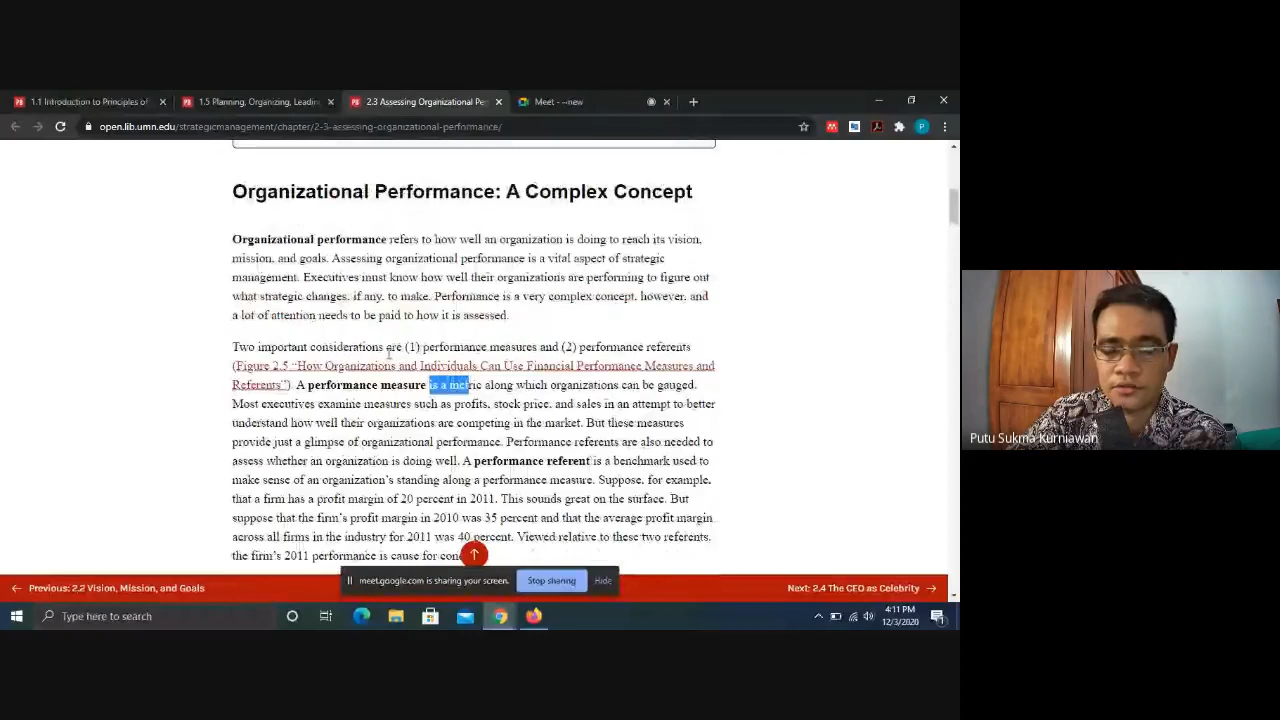 1.1 Introduction to Principles of
1.5 Planning, Organizing, Leadin
2.3 Assessing Organizational Pe
Meet - --new
open.lib.umn.edu/strategicmanagement/chapter/2-3-assessing-organizational-performance/
P
Organizational Performance: A Complex Concept
Organizational performance refers to how well an organization is doing to reach its vision,
mission, and goals. Assessing organizational performance is a vital aspect of strategic
management. Executives must know how well their organizations are performing to figure out
what strategic changes, if any, to make. Performance is a very complex concept, however, and
a lot of attention needs to be paid to how it is assessed.
Two important considerations are (1) performance measures and (2) performance referents
(Figure 2.5 “How Organizations and Individuals Can Use Financial Performance Measures and
Referents”). A performance measure is a metric along which organizations can be gauged.
Most executives examine measures such as profits, stock price, and sales in an attempt to better
understand how well their organizations are competing in the market. But these measures
provide just a glimpse of organizational performance. Performance referents are also needed to
assess whether an organization is doing well. A performance referent is a benchmark used to
make sense of an organization’s standing along a performance measure. Suppose, for example,
that a firm has a profit margin of 20 percent in 2011. This sounds great on the surface. But
suppose that the firm’s profit margin in 2010 was 35 percent and that the average profit margin
across all firms in the industry for 2011 was 40 percent. Viewed relative to these two referents,
the firm’s 2011 performance is cause for
meet.google.com is sharing your screen.
Stop sharing
Hide
Previous: 2.2 Vision, Mission, and Goals
Next: 2.4 The CEO as Celebrity
Type here to search
4:11 PM
12/3/2020
Putu Sukma Kurniawan